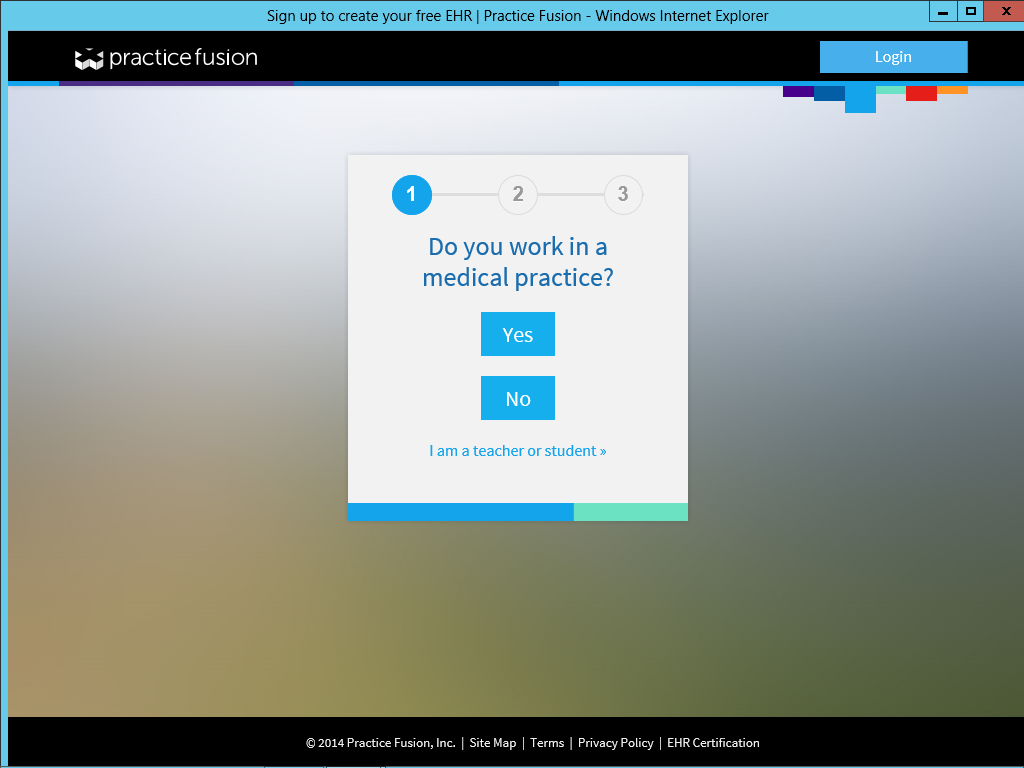 Sign up to create your free EHR | Practice Fusion - Windows Internet Explorer
practice fusion
Login
1
2
3
Do you work in a
medical practice?
Yes
No
I am a teacher or student »
© 2014 Practice Fusion, Inc. | Site Map | Terms | Privacy Policy | EHR Certification